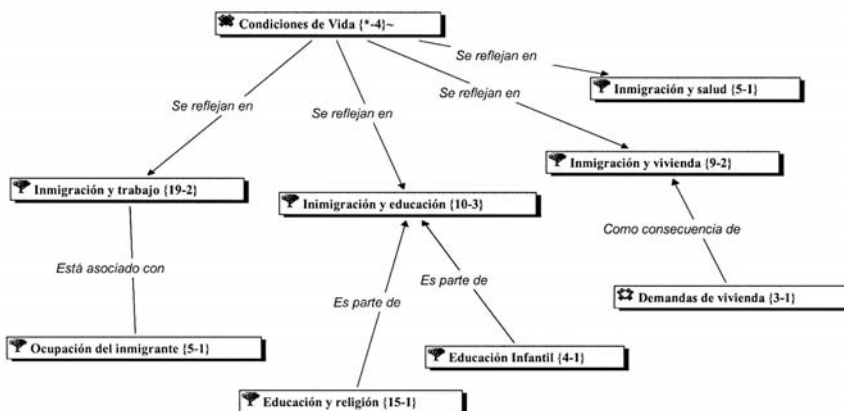 Condiciones de Vida {*-4}~
Se reflejan en
Inmigración y salud {5-1}
Se reflejan en
Se reflejan en
Se reflejan en
Inmigración y vivienda {9-2}
Inmigración y trabajo {19-2}
Inimigración y educación {10-3}
Como consecuencia de
Está asociado con
Es parte de
Es parte de
Demandas de vivienda {3-1}
Ocupación del inmigrante {5-1}
Educación Infantil {4-1}
Educación y religión {15-1}